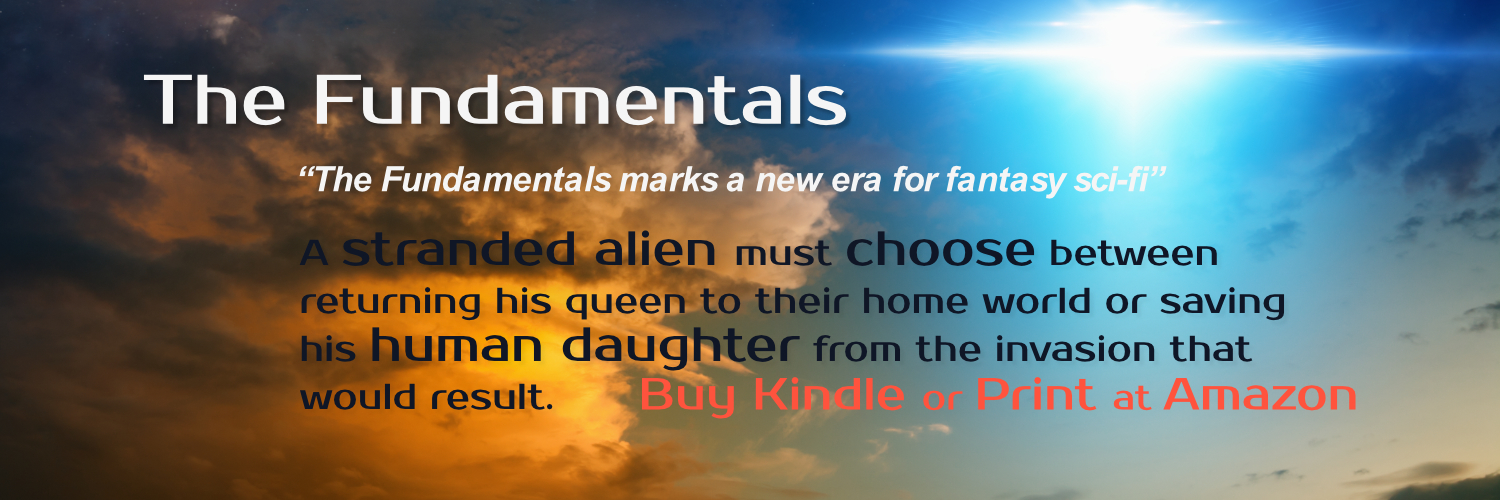 The Fundamentals
“The Fundamentals marks a new era for fantasy sci-fi”
A stranded alien must choose between
returning his queen to their home world or saving
his human daughter from the invasion that
would result. Buy Kindle or Print at Amazon